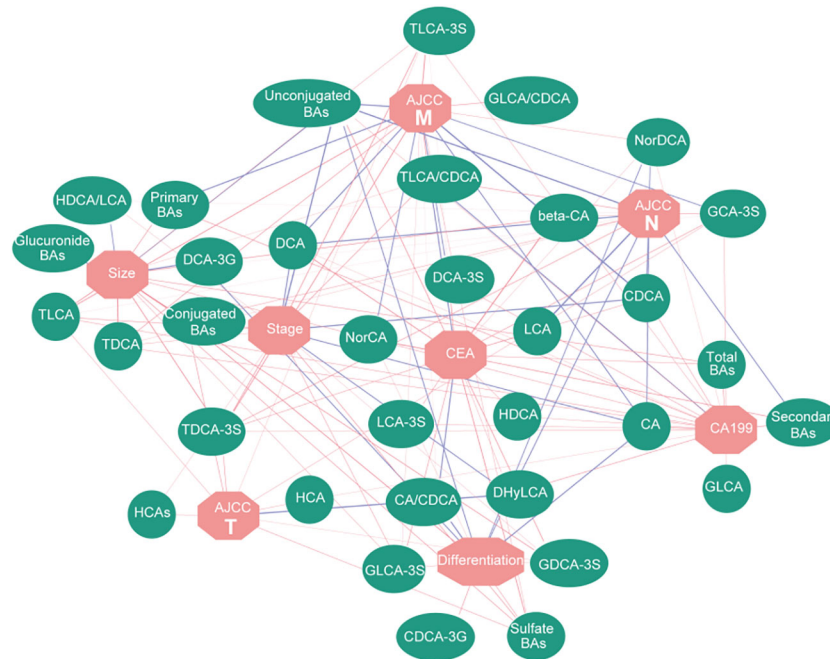 TLCA-3S
Unconjugated
BAs
AJCC
M
GLCA/CDCA
NorDCA
TLCA/CDCA
HDCA/LCA
Primary
BAs
beta-CA
AJCC
N
GCA-3S
Glucuronide
BAs
DCA
DCA-3G
Size
DCA-3S
CDCA
TLCA
Conjugated
BAs
Stage
LCA
TDCA
NorCA
CEA
Total
BAs
TDCA-3S
LCA-3S
HDCA
CA
CA199
Secondar
BAs
GLCA
HCAs
AJCC
T
HCA
CA/CDCA
DHyLCA
Differentiation
GLCA-3S
GDCA-3S
CDCA-3G
Sulfate
BAs